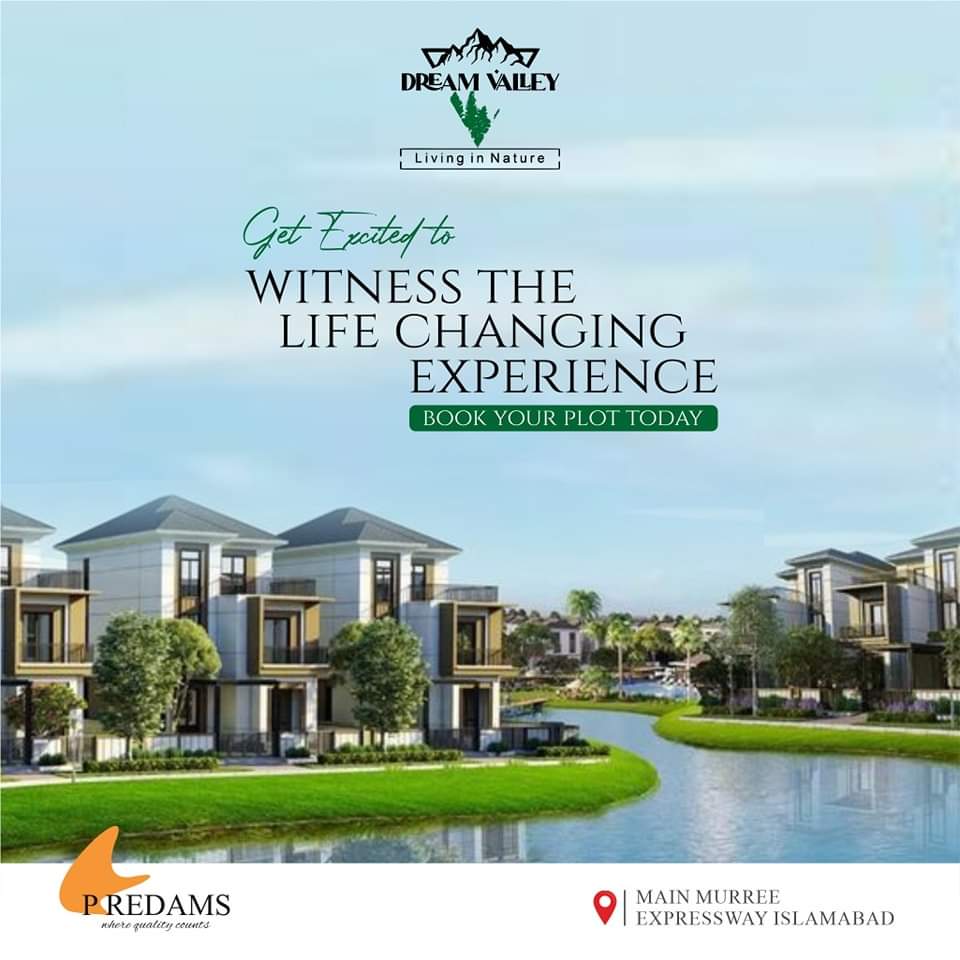 DREAM VALLEY
Living in Nature
Get Excited to
WITNESS THE
LIFE CHANGING
EXPERIENCE
BOOK YOUR PLOT TODAY
PIREDAMS
where quality counts
MAIN MURREE
EXPRESSWAY ISLAMABAD